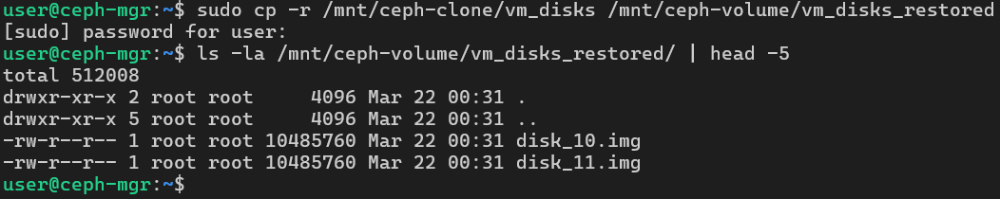 user@ceph-mgr:~$ sudo cp -r /mnt/ceph-clone/vm_disks /mnt/ceph-volume/vm_disks_restored
[sudo] password for user:
user@ceph-mgr:~$ ls -la /mnt/ceph-volume/vm_disks_restored/ | head -5
total 512008
drwxr-xr-x 2 root root     4096 Mar 22 00:31 .
drwxr-xr-x 5 root root     4096 Mar 22 00:31 ..
-rw-r--r-- 1 root root 10485760 Mar 22 00:31 disk_10.img
-rw-r--r-- 1 root root 10485760 Mar 22 00:31 disk_11.img
user@ceph-mgr:~$